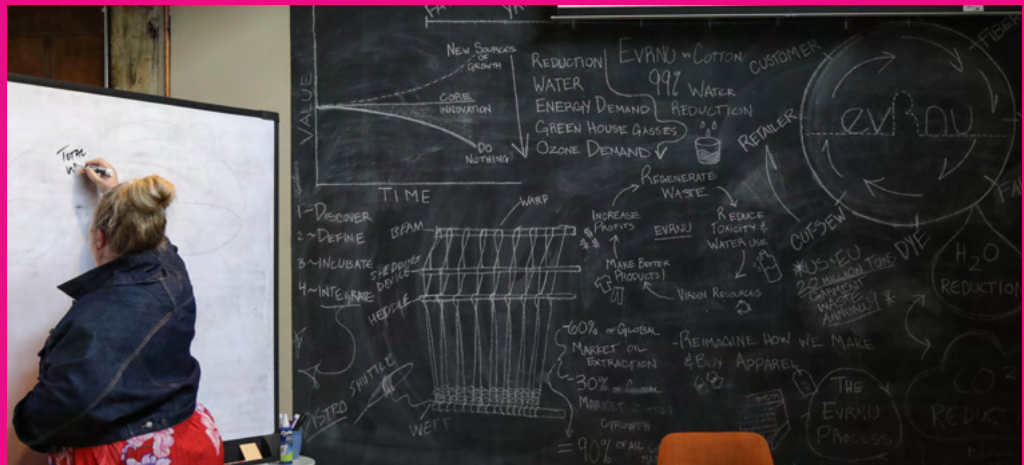 Total
VALUE
NEW SOURCES
OF
GROWTH
CORE
INNOVATION
DO
NOTHING
TIME
REDUCTION
WATER
ENERGY DEMAND
GREEN HOUSE GASSES
OZONE DEMAND
EVRNU vs COTTON
99% WATER
REDUCTION
1~DISCOVER
2~DEFINE
3~INCUBATE
4~INTEGRATE
WARP
BEAM
SHEDDING
DEVICE
HEDDLE
SHUTTLE
WEFT
REGENERATE
WASTE
INCREASE
PROFITS
EVRNU
REDUCE
TOXICITY &
WATER USE
MAKE BETTER
PRODUCTS!
VIRGIN RESOURCES
-60% OF GLOBAL
MARKET OIL
EXTRACTION
-30% OF GLOBAL
MARKET
GROWTH
=90% OF ALL
-REIMAGINE HOW WE MAKE
& BUY APPAREL
CUSTOMER
FIBER
RETAILER
evRnu
CUT-SEW
DYE
*US+EU
20 MILLION TONS
GARMENT
WASTE
ANNUALLY*
H2O
REDUCTION
THE
EVRNU
PROCESS
CO2
REDUCT